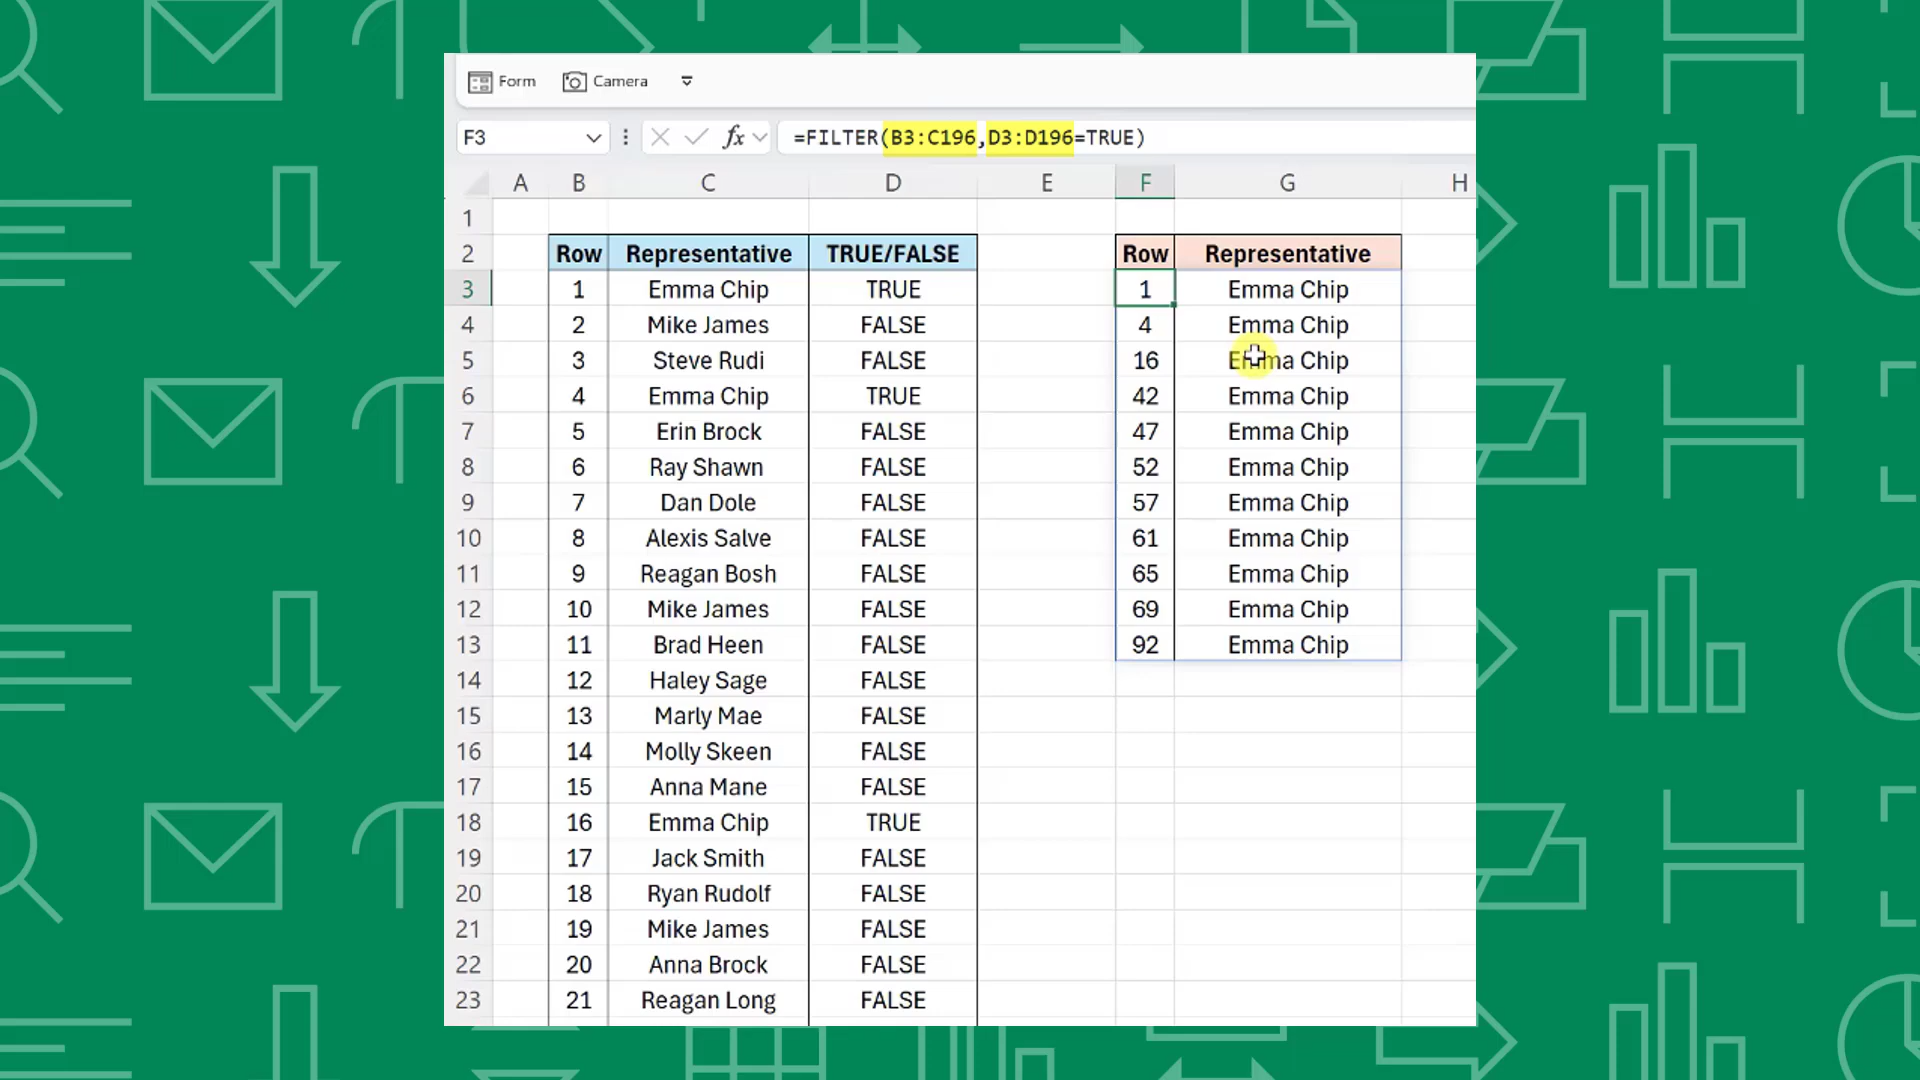 Form Camera
F3 fx =FILTER(B3:C196,D3:D196=TRUE)
A B C D E F G H
1
2 Row Representative TRUE/FALSE Row Representative
3 1 Emma Chip TRUE 1 Emma Chip
4 2 Mike James FALSE 4 Emma Chip
5 3 Steve Rudi FALSE 16 Emma Chip
6 4 Emma Chip TRUE 42 Emma Chip
7 5 Erin Brock FALSE 47 Emma Chip
8 6 Ray Shawn FALSE 52 Emma Chip
9 7 Dan Dole FALSE 57 Emma Chip
10 8 Alexis Salve FALSE 61 Emma Chip
11 9 Reagan Bosh FALSE 65 Emma Chip
12 10 Mike James FALSE 69 Emma Chip
13 11 Brad Heen FALSE 92 Emma Chip
14 12 Haley Sage FALSE
15 13 Marly Mae FALSE
16 14 Molly Skeen FALSE
17 15 Anna Mane FALSE
18 16 Emma Chip TRUE
19 17 Jack Smith FALSE
20 18 Ryan Rudolf FALSE
21 19 Mike James FALSE
22 20 Anna Brock FALSE
23 21 Reagan Long FALSE